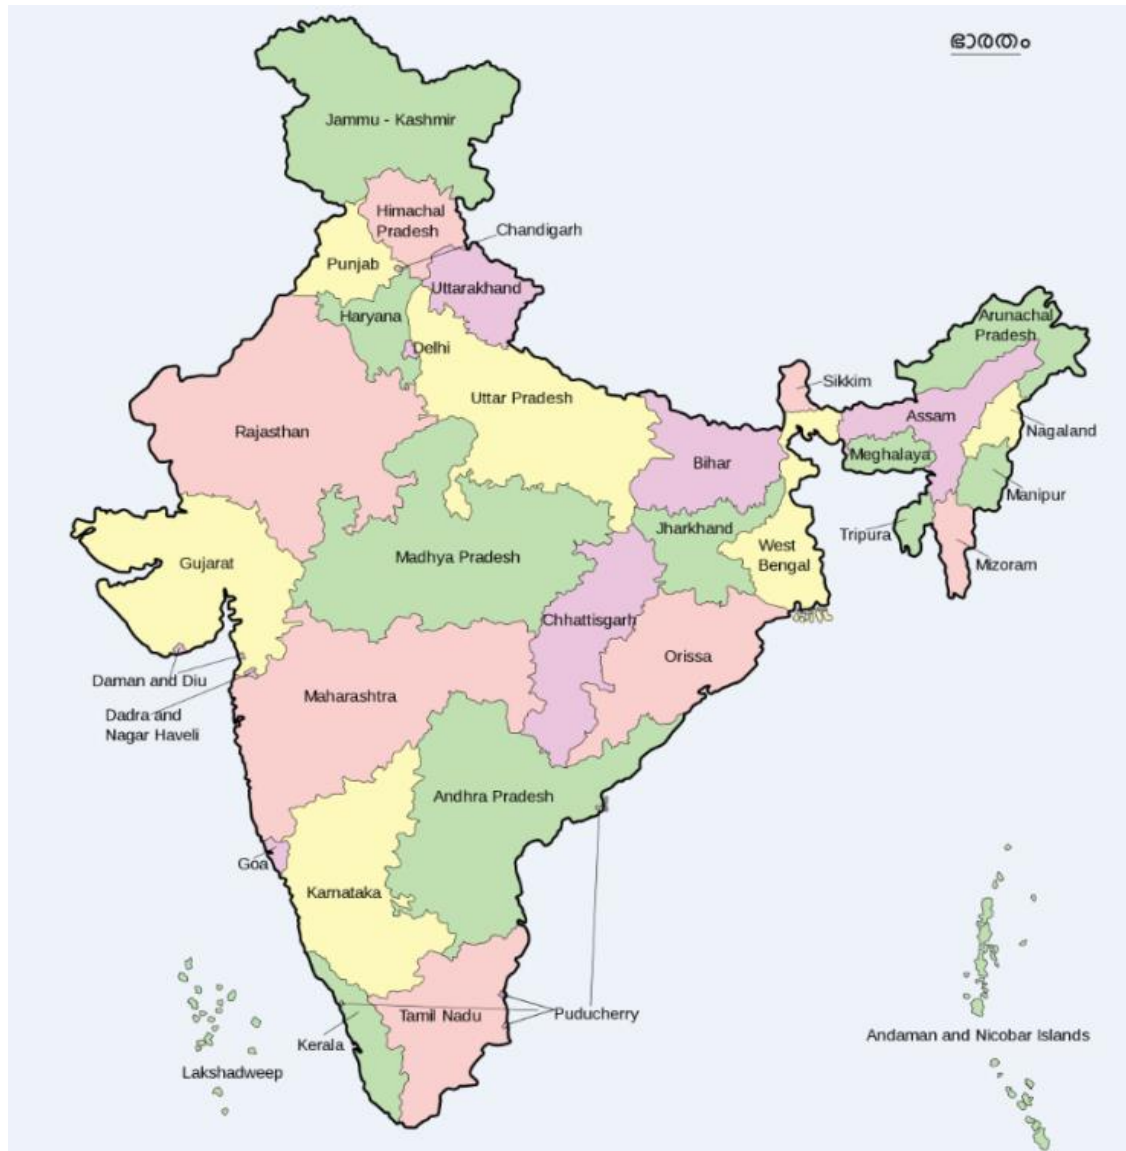 ഭാരതം
Jammu - Kashmir
Himachal
Pradesh
Chandigarh
Punjab
Uttarakhand
Haryana
Delhi
Arunachal
Pradesh
Sikkim
Uttar Pradesh
Assam
Rajasthan
Nagaland
Meghalaya
Bihar
Manipur
Jharkhand
Tripura
West
Bengal
Madhya Pradesh
Gujarat
Mizoram
Chhattisgarh
Orissa
Daman and Diu
Maharashtra
Dadra and
Nagar Haveli
Andhra Pradesh
Goa
Karnataka
Puducherry
Tamil Nadu
Andaman and Nicobar Islands
Kerala
Lakshadweep